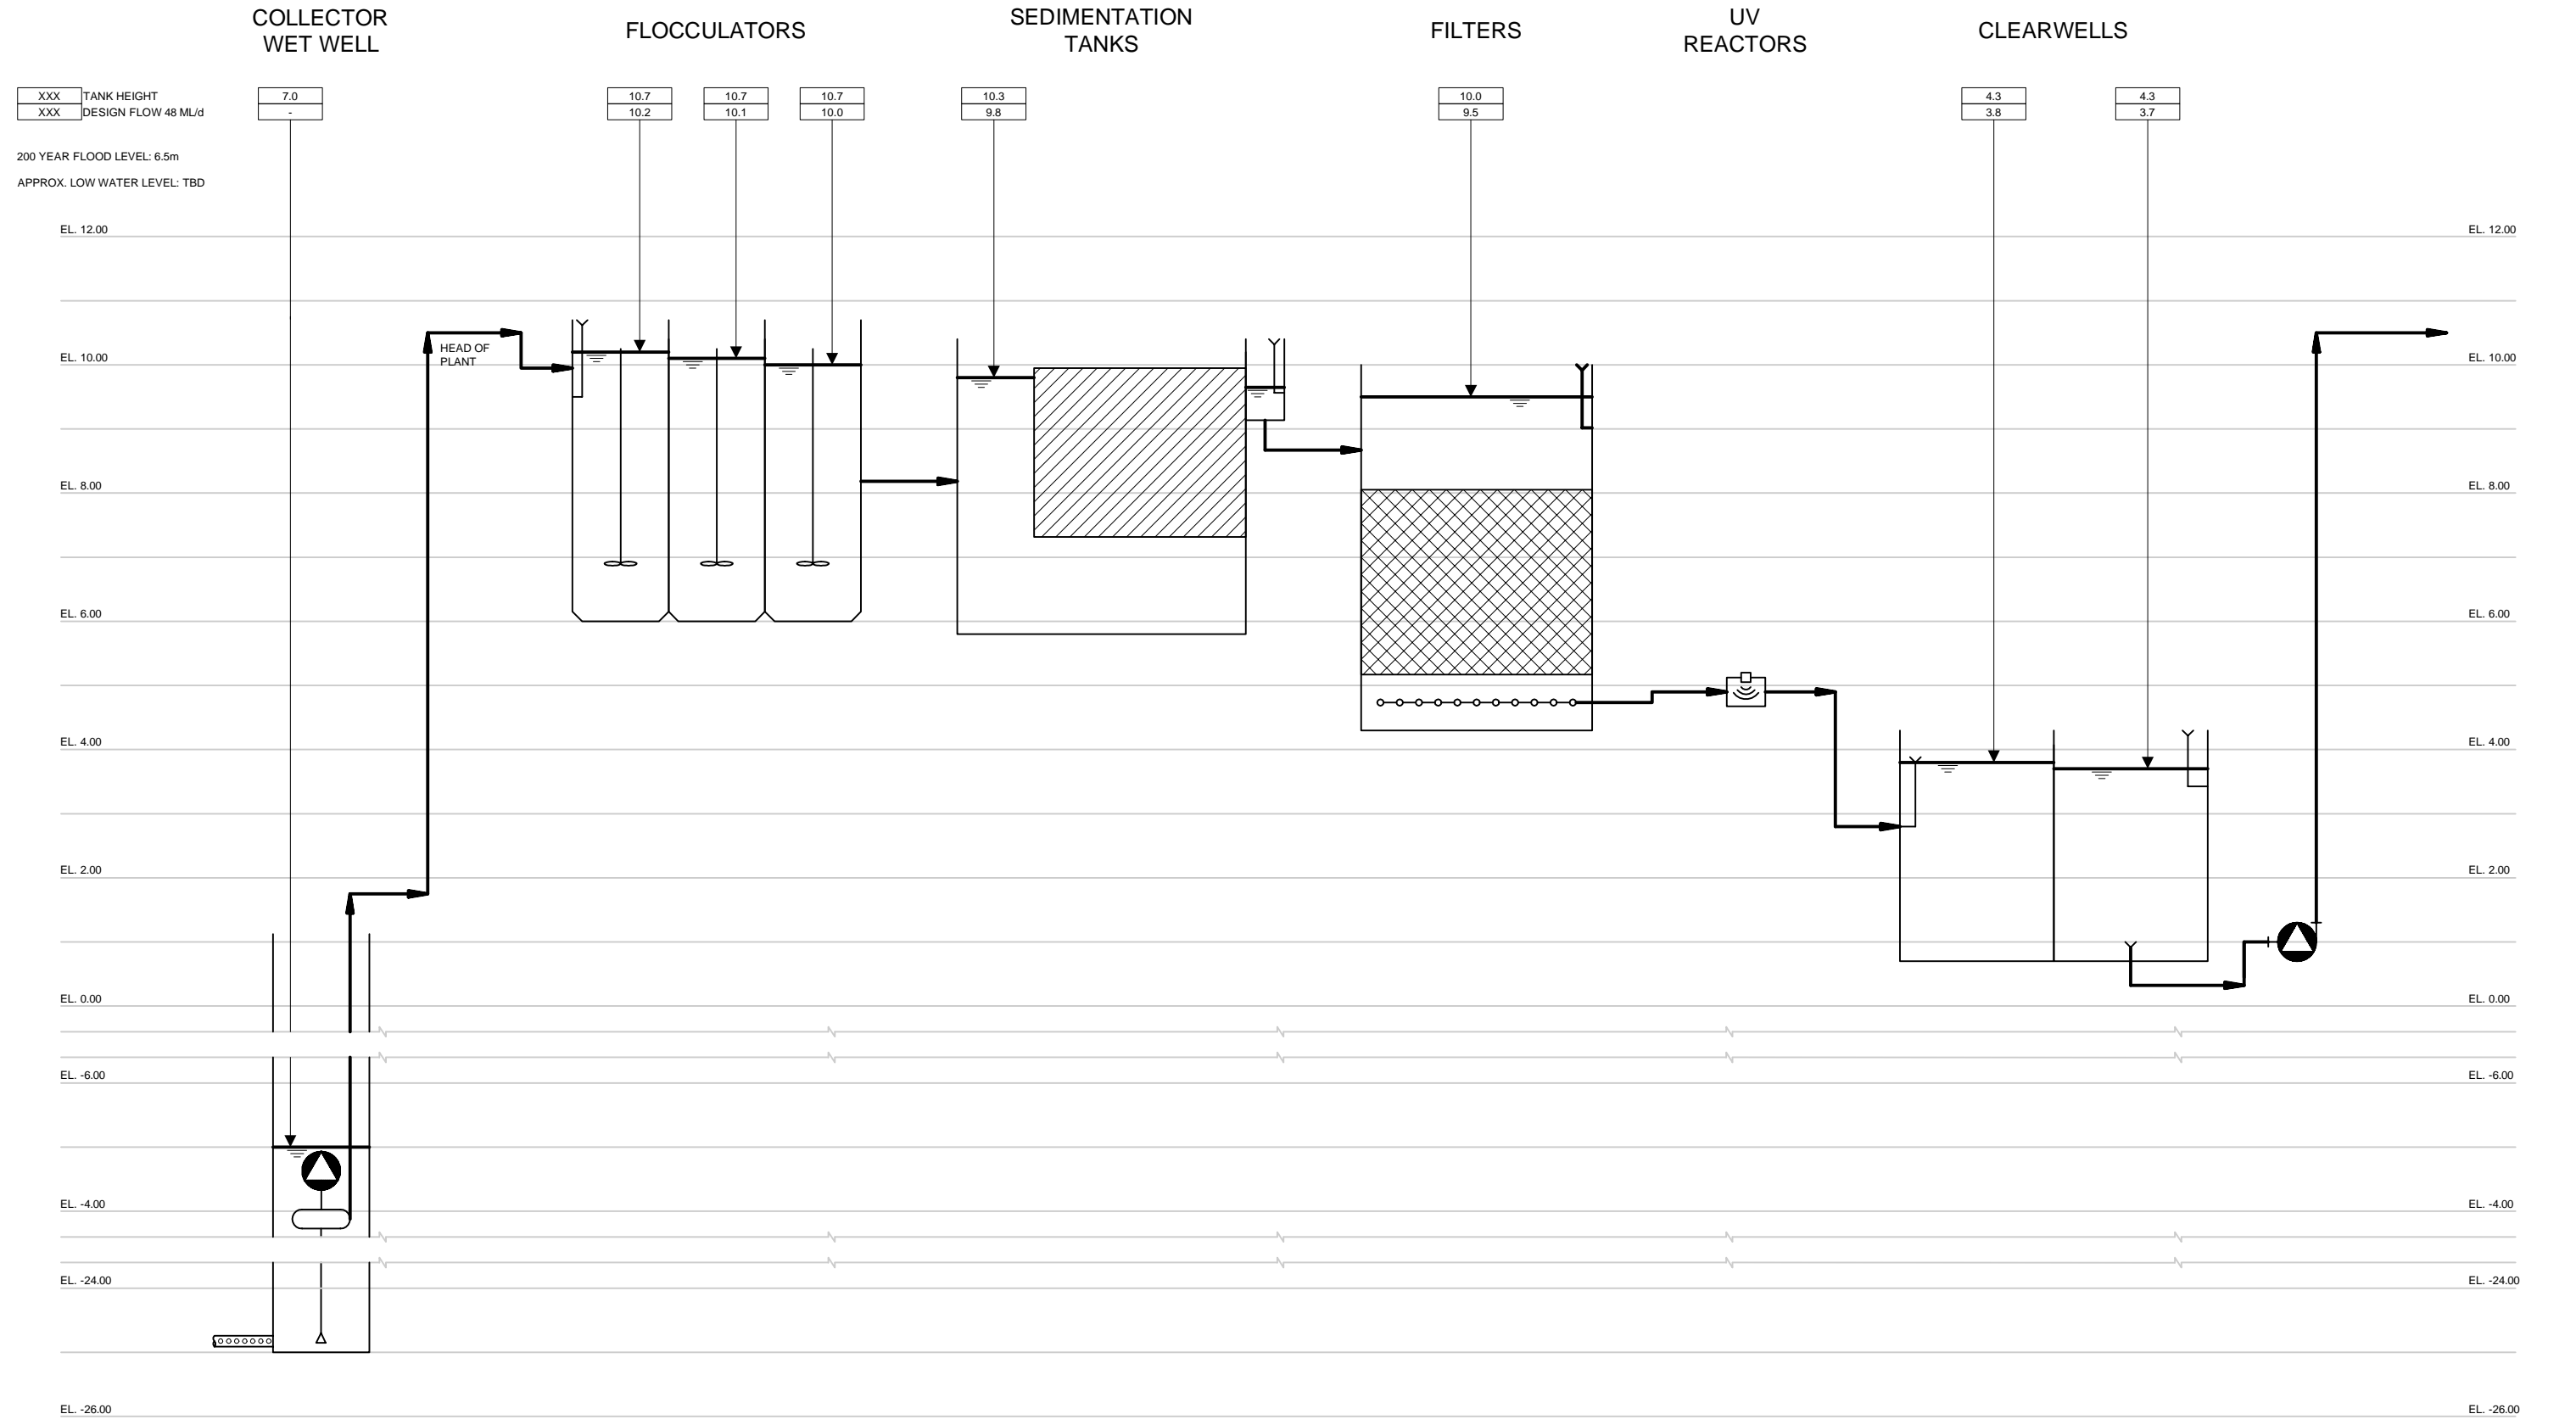 COLLECTOR
WET WELL
FLOCCULATORS
SEDIMENTATION
TANKS
FILTERS
UV
REACTORS
CLEARWELLS
XXX TANK HEIGHT
XXX DESIGN FLOW 48 ML/d
7.0
-
10.7
10.2
10.7
10.1
10.7
10.0
10.3
9.8
10.0
9.5
4.3
3.8
4.3
3.7
200 YEAR FLOOD LEVEL: 6.5m
APPROX. LOW WATER LEVEL: TBD
EL. 12.00 EL. 12.00
HEAD OF
PLANT
EL. 10.00 EL. 10.00
EL. 8.00 EL. 8.00
EL. 6.00 EL. 6.00
EL. 4.00 EL. 4.00
EL. 2.00 EL. 2.00
EL. 0.00 EL. 0.00
EL. -6.00 EL. -6.00
EL. -4.00 EL. -4.00
EL. -24.00 EL. -24.00
EL. -26.00 EL. -26.00